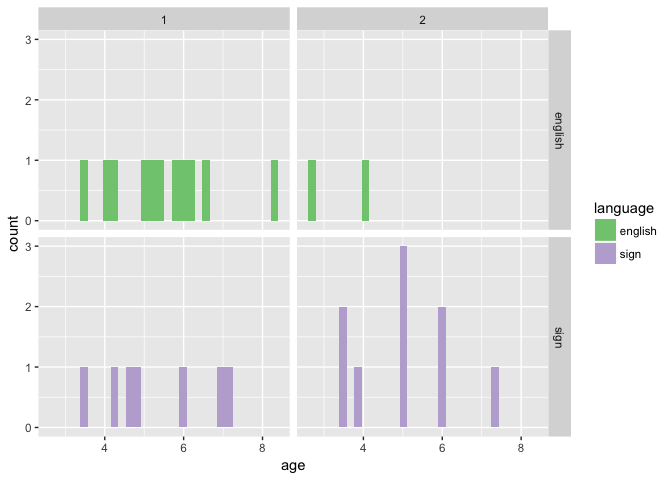 1 2
3
2
1
0
english
3
2
1
0
sign
count
4 6 8 4 6 8
age
language
english
sign